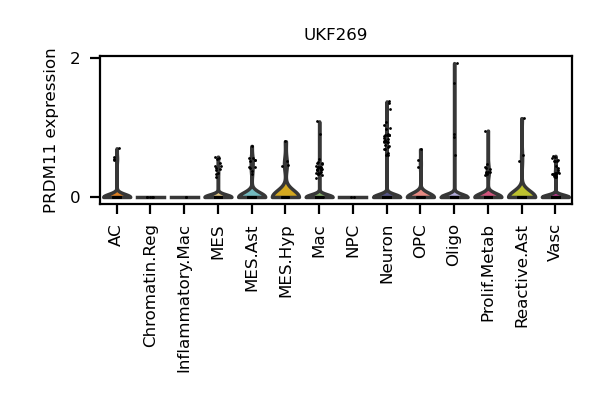 UKF269
PRDM11 expression
2
0
AC
Chromatin.Reg
Inflammatory.Mac
MES
MES.Ast
MES.Hyp
Mac
NPC
Neuron
OPC
Oligo
Prolif.Metab
Reactive.Ast
Vasc